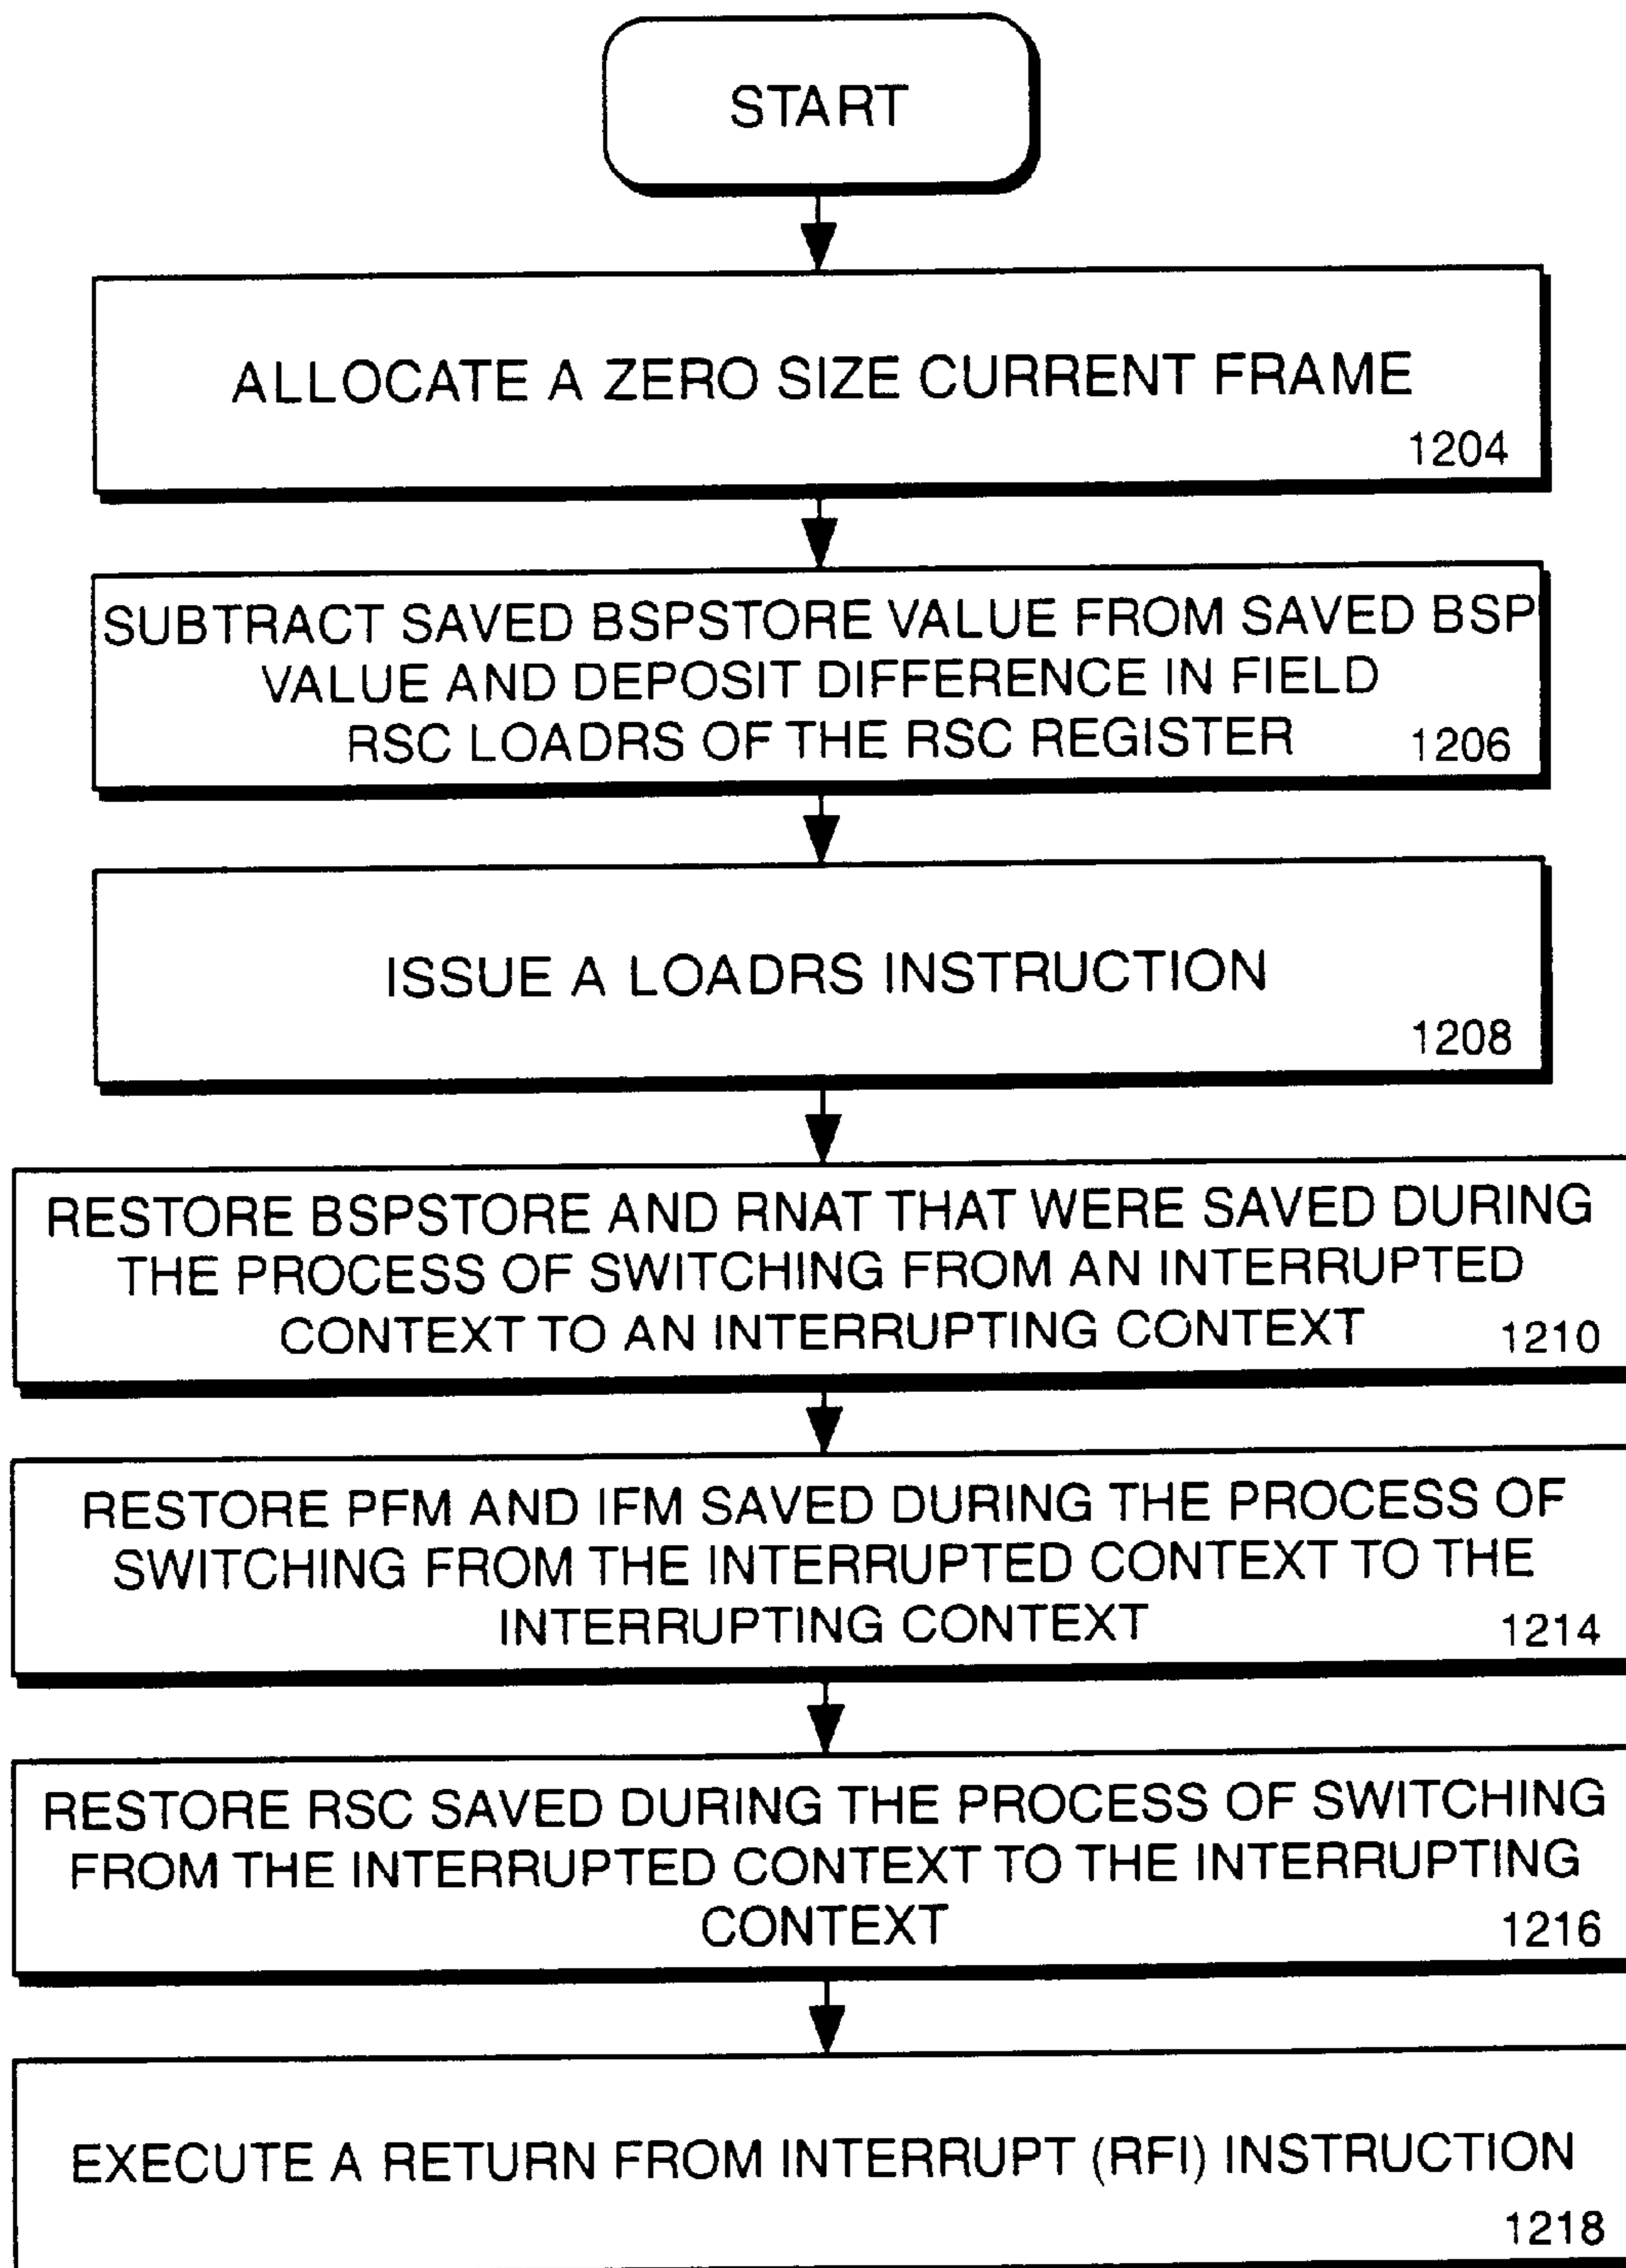 START
ALLOCATE A ZERO SIZE CURRENT FRAME
1204
SUBTRACT SAVED BSPSTORE VALUE FROM SAVED BSP
VALUE AND DEPOSIT DIFFERENCE IN FIELD
RSC LOADRS OF THE RSC REGISTER 1206
ISSUE A LOADRS INSTRUCTION
1208
RESTORE BSPSTORE AND RNAT THAT WERE SAVED DURING
THE PROCESS OF SWITCHING FROM AN INTERRUPTED
CONTEXT TO AN INTERRUPTING CONTEXT 1210
RESTORE PFM AND IFM SAVED DURING THE PROCESS OF
SWITCHING FROM THE INTERRUPTED CONTEXT TO THE
INTERRUPTING CONTEXT 1214
RESTORE RSC SAVED DURING THE PROCESS OF SWITCHING
FROM THE INTERRUPTED CONTEXT TO THE INTERRUPTING
CONTEXT 1216
EXECUTE A RETURN FROM INTERRUPT (RFI) INSTRUCTION
1218